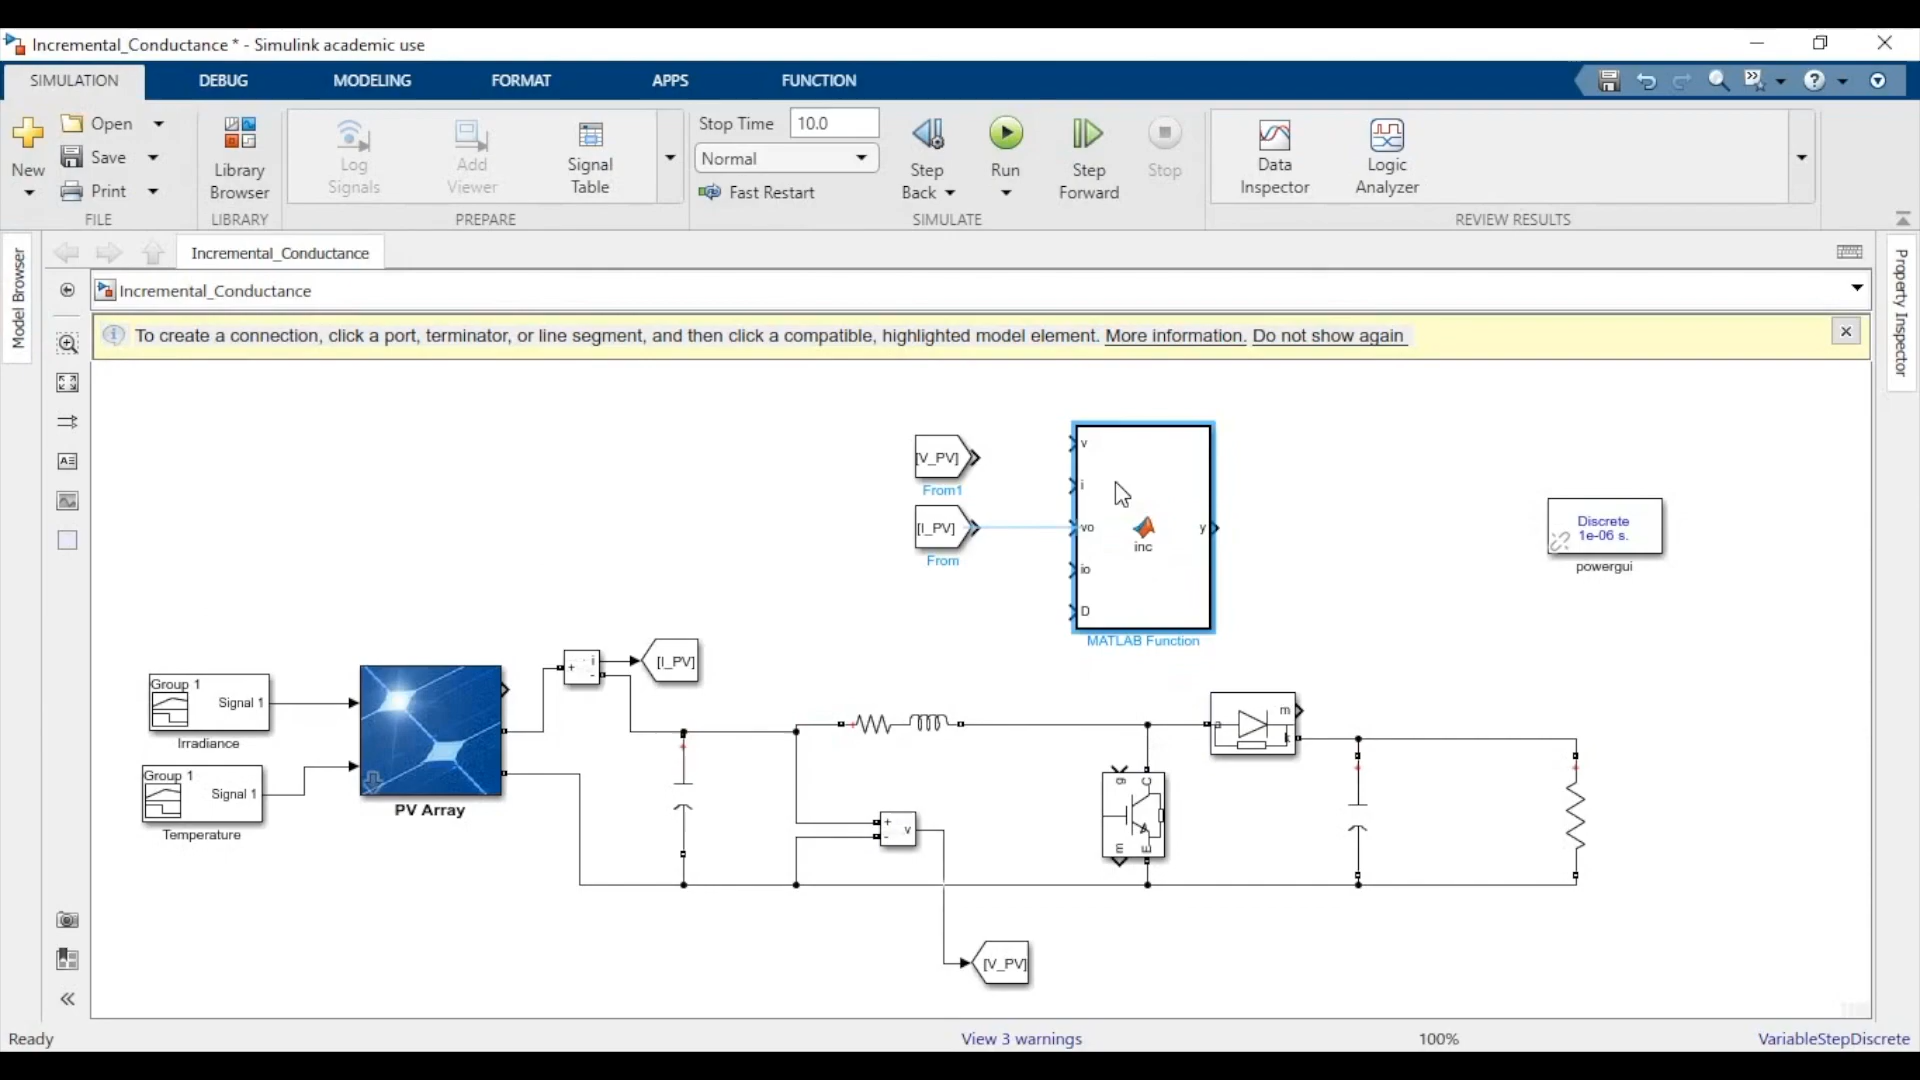 Incremental_Conductance * - Simulink academic use
SIMULATION DEBUG MODELING FORMAT APPS FUNCTION
New
Open
Save
Print
FILE
Library
Browser
LIBRARY
Log
Signals
Add
Viewer
Signal
Table
PREPARE
Stop Time 10.0
Normal
Fast Restart
Step
Back
Run
Step
Forward
Stop
SIMULATE
Data
Inspector
Logic
Analyzer
REVIEW RESULTS
Model Browser
Incremental_Conductance
Incremental_Conductance
Property Inspector
To create a connection, click a port, terminator, or line segment, and then click a compatible, highlighted model element. More information. Do not show again
[V_PV]
From1
[I_PV]
From
v
i
vo
io
D
inc
y
MATLAB Function
Discrete
1e-06 s.
powergui
Group 1
Signal 1
Irradiance
Group 1
Signal 1
Temperature
PV Array
+
i
-
[I_PV]
+
-
v
[V_PV]
g
C
m
E
a
m
k
Ready View 3 warnings 100% VariableStepDiscrete